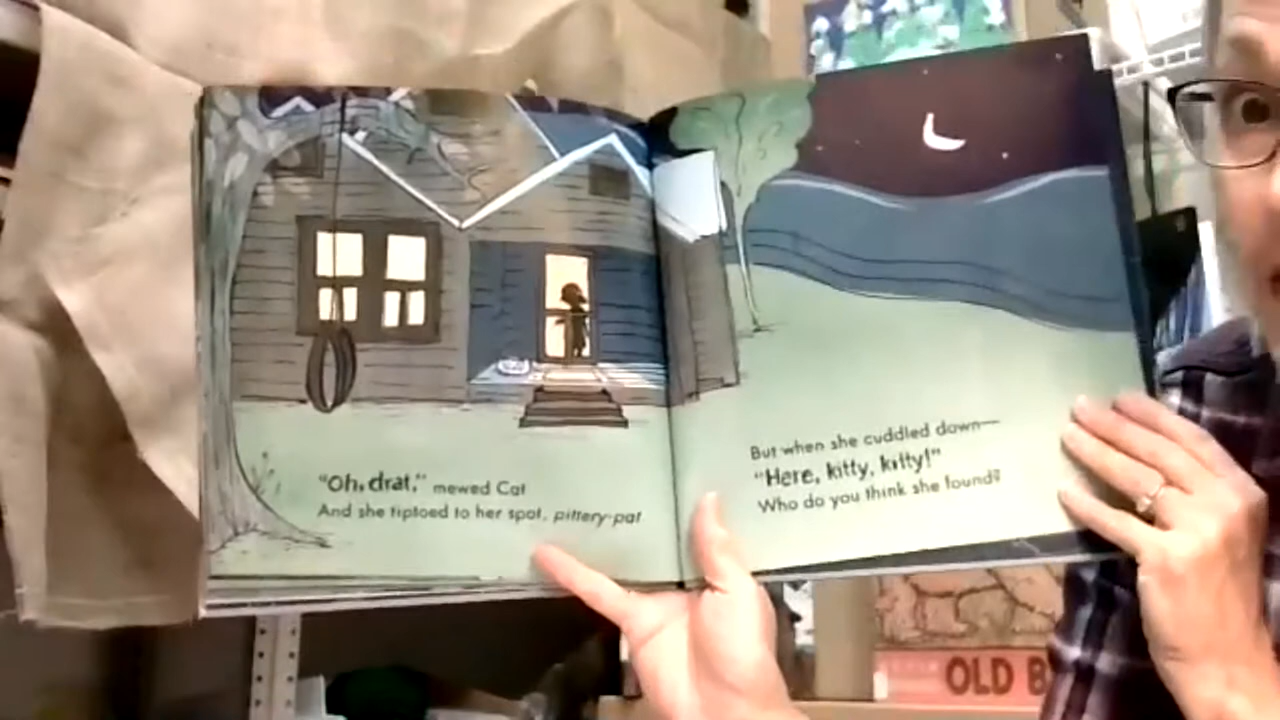 "Oh, drat," mewed Cat
And she tiptoed to her spot, pittery-pat
But when she cuddled down—
"Here, kitty, kitty!"
Who do you think she found?
OLD B